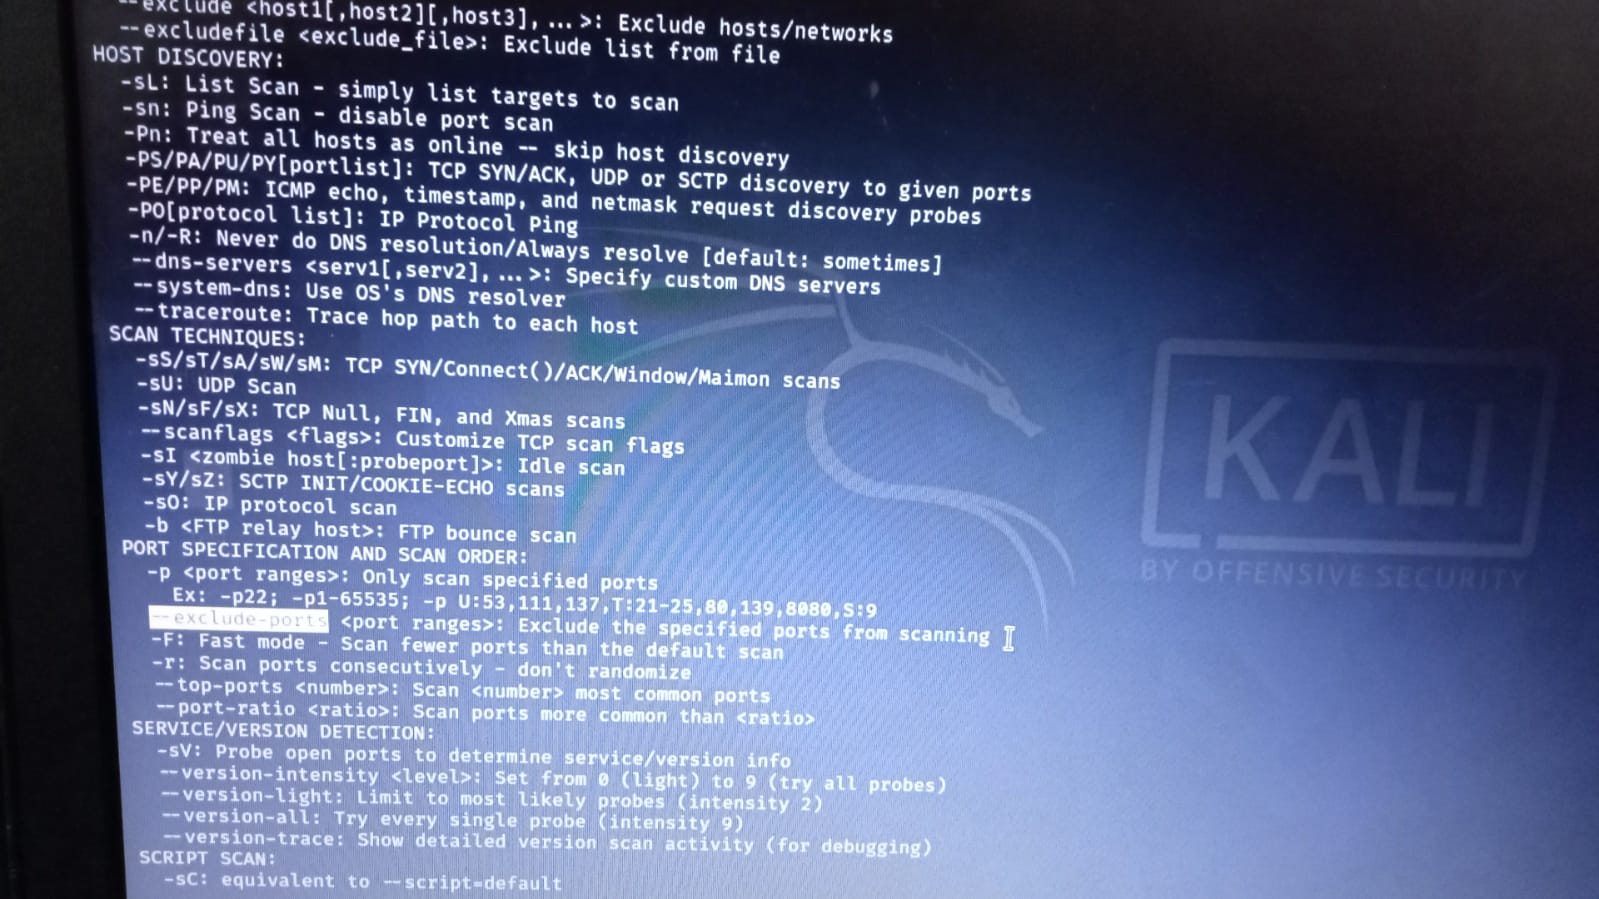 --exclude <host1[,host2][,host3],...>: Exclude hosts/networks
--excludefile <exclude_file>: Exclude list from file
HOST DISCOVERY:
-sL: List Scan - simply list targets to scan
-sn: Ping Scan - disable port scan
-Pn: Treat all hosts as online -- skip host discovery
-PS/PA/PU/PY[portlist]: TCP SYN/ACK, UDP or SCTP discovery to given ports
-PE/PP/PM: ICMP echo, timestamp, and netmask request discovery probes
-PO[protocol list]: IP Protocol Ping
-n/-R: Never do DNS resolution/Always resolve [default: sometimes]
--dns-servers <serv1[,serv2],...>: Specify custom DNS servers
--system-dns: Use OS's DNS resolver
--traceroute: Trace hop path to each host
SCAN TECHNIQUES:
-sS/sT/sA/sW/sM: TCP SYN/Connect()/ACK/Window/Maimon scans
-sU: UDP Scan
-sN/sF/sX: TCP Null, FIN, and Xmas scans
--scanflags <flags>: Customize TCP scan flags
-sI <zombie host[:probeport]>: Idle scan
-sY/sZ: SCTP INIT/COOKIE-ECHO scans
-sO: IP protocol scan
-b <FTP relay host>: FTP bounce scan
PORT SPECIFICATION AND SCAN ORDER:
-p <port ranges>: Only scan specified ports
Ex: -p22; -p1-65535; -p U:53,111,137,T:21-25,80,139,8080,S:9
--exclude-ports <port ranges>: Exclude the specified ports from scanning
-F: Fast mode - Scan fewer ports than the default scan
-r: Scan ports consecutively - don't randomize
--top-ports <number>: Scan <number> most common ports
--port-ratio <ratio>: Scan ports more common than <ratio>
SERVICE/VERSION DETECTION:
-sV: Probe open ports to determine service/version info
--version-intensity <level>: Set from 0 (light) to 9 (try all probes)
--version-light: Limit to most likely probes (intensity 2)
--version-all: Try every single probe (intensity 9)
--version-trace: Show detailed version scan activity (for debugging)
SCRIPT SCAN:
-sC: equivalent to --script=default
KALI
BY OFFENSIVE SECURITY